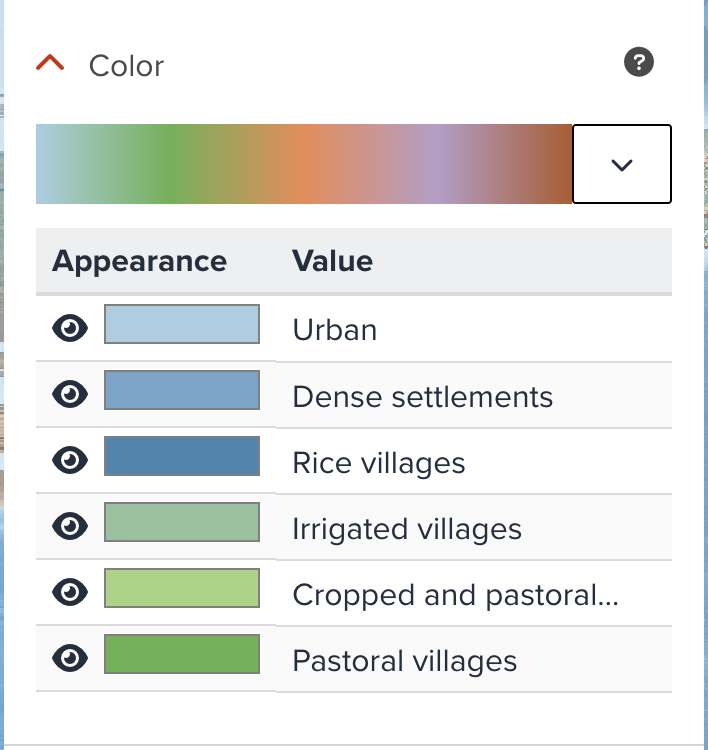 Color
?
Appearance Value
Urban
Dense settlements
Rice villages
Irrigated villages
Cropped and pastoral...
Pastoral villages